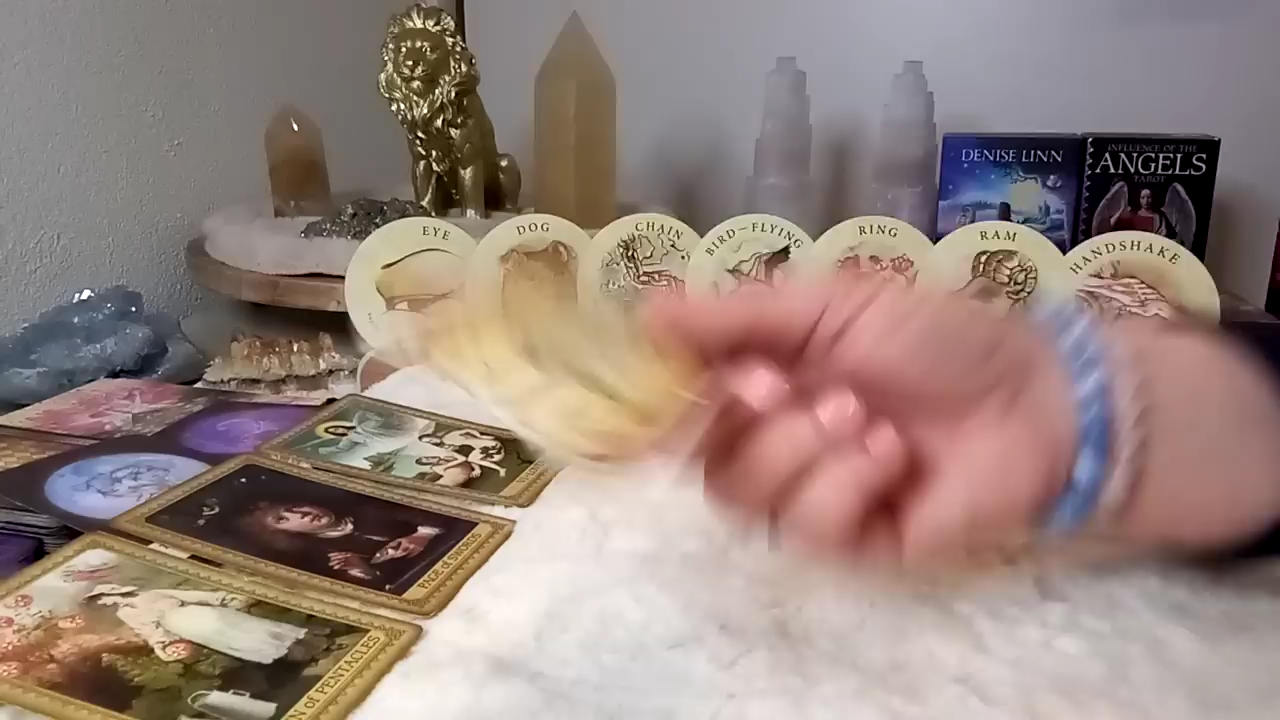 DENISE LINN
INFLUENCE OF THE
ANGELS
TAROT
EYE
DOG
CHAIN
BIRD-FLYING
RING
RAM
HANDSHAKE
PAGE of SWORDS
N of PENTACLES